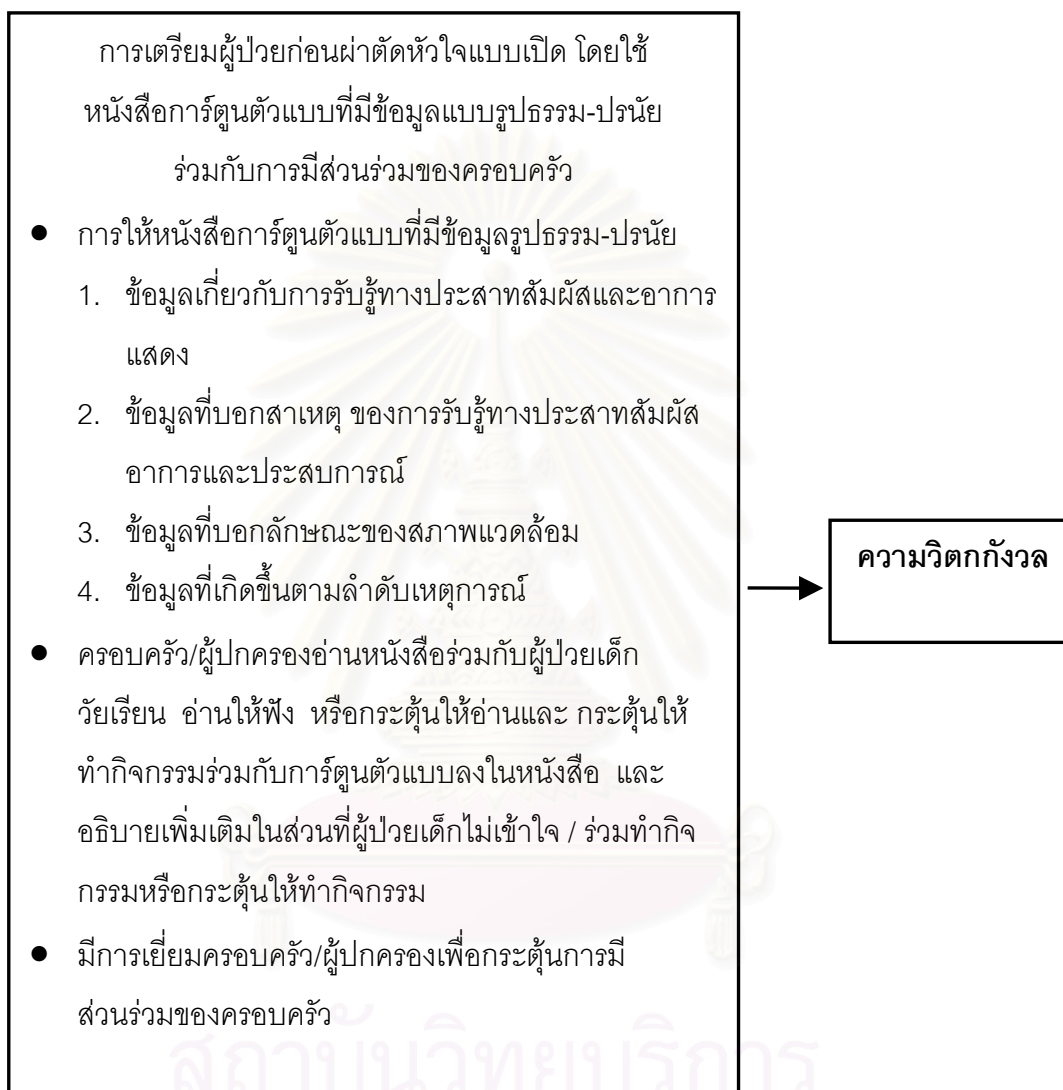 การเตรียมผู้ป่วยก่อนผ่าตัดหัวใจแบบเปิด โดยใช้
หนังสือการ์ตูนตัวแบบที่มีข้อมูลแบบรูปธรรม-ปรนัย
ร่วมกับการมีส่วนร่วมของครอบครัว
● การให้หนังสือการ์ตูนตัวแบบที่มีข้อมูลรูปธรรม-ปรนัย
1. ข้อมูลเกี่ยวกับการรับรู้ทางประสาทสัมผัสและอาการ
แสดง
2. ข้อมูลที่บอกสาเหตุ ของการรับรู้ทางประสาทสัมผัส
อาการและประสบการณ์
3. ข้อมูลที่บอกลักษณะของสภาพแวดล้อม
4. ข้อมูลที่เกิดขึ้นตามลำดับเหตุการณ์
● ครอบครัว/ผู้ปกครองอ่านหนังสือร่วมกับผู้ป่วยเด็ก
วัยเรียน อ่านให้ฟัง หรือกระตุ้นให้อ่านและ กระตุ้นให้
ทำกิจกรรมร่วมกับการ์ตูนตัวแบบลงในหนังสือ และ
อธิบายเพิ่มเติมในส่วนที่ผู้ป่วยเด็กไม่เข้าใจ / ร่วมทำกิจ
กรรมหรือกระตุ้นให้ทำกิจกรรม
● มีการเยี่ยมครอบครัว/ผู้ปกครองเพื่อกระตุ้นการมี
ส่วนร่วมของครอบครัว
ความวิตกกังวล
สถาบันวิทยบริการ